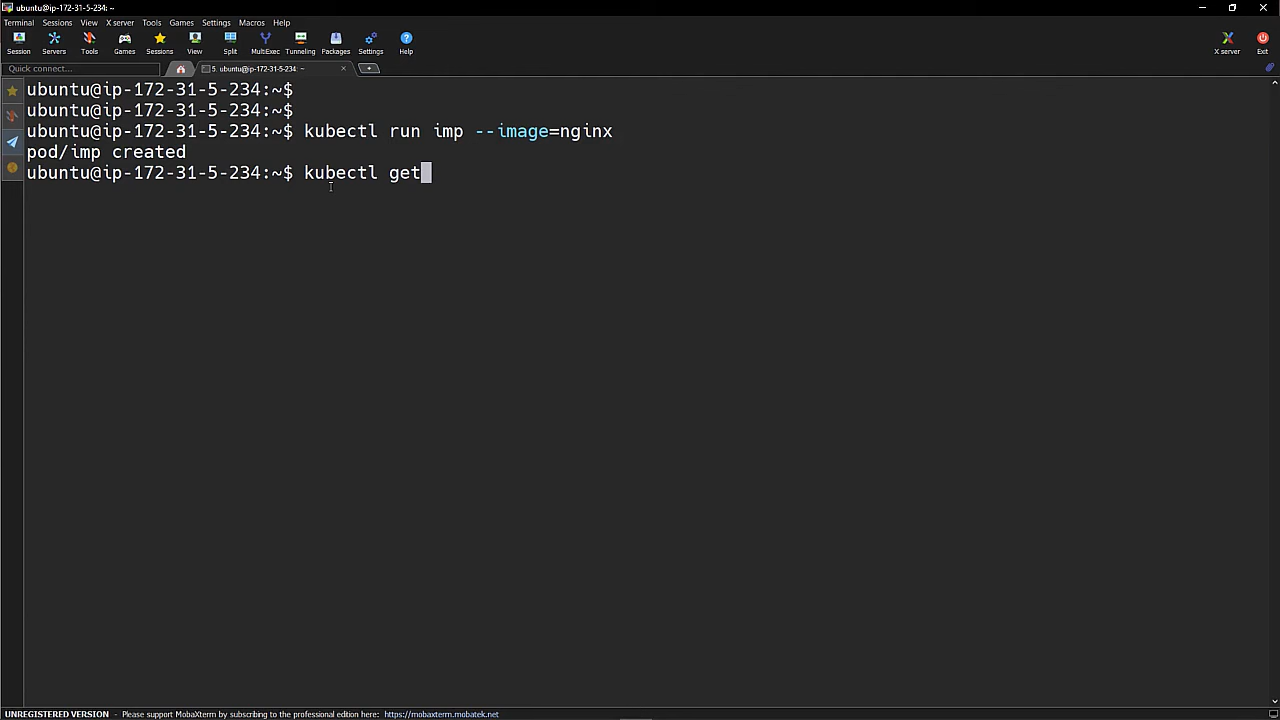 ubuntu@ip-172-31-5-234: ~
Terminal Sessions View X server Tools Games Settings Macros Help
Session Servers Tools Games Sessions View Split MultiExec Tunneling Packages Settings Help X server Exit
Quick connect... 5. ubuntu@ip-172-31-5-234: ~
ubuntu@ip-172-31-5-234:~$
ubuntu@ip-172-31-5-234:~$
ubuntu@ip-172-31-5-234:~$ kubectl run imp --image=nginx
pod/imp created
ubuntu@ip-172-31-5-234:~$ kubectl get
UNREGISTERED VERSION - Please support MobaXterm by subscribing to the professional edition here: https://mobaxterm.mobatek.net